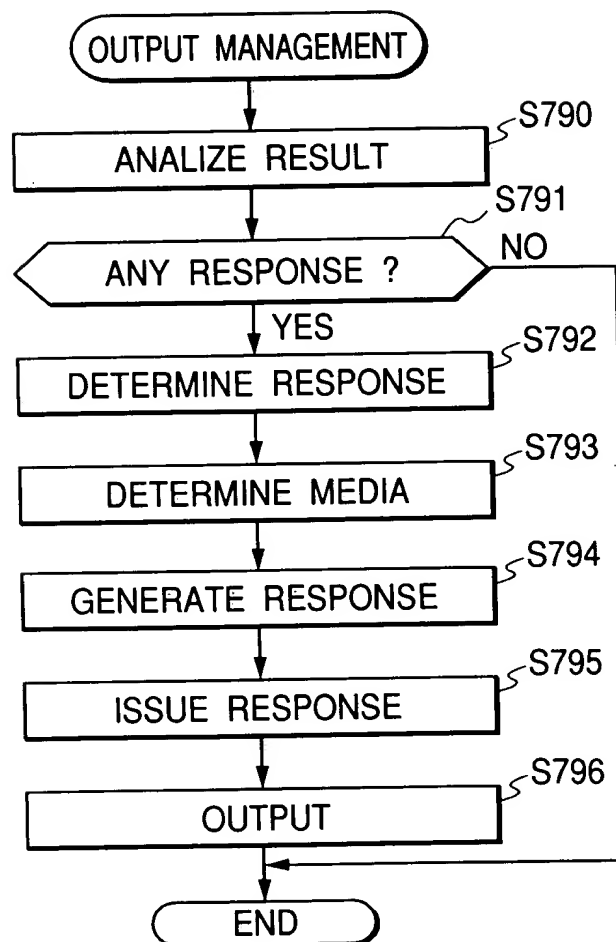 OUTPUT MANAGEMENT
S790
ANALIZE RESULT
S791
ANY RESPONSE ?
NO
YES
S792
DETERMINE RESPONSE
S793
DETERMINE MEDIA
S794
GENERATE RESPONSE
S795
ISSUE RESPONSE
S796
OUTPUT
END